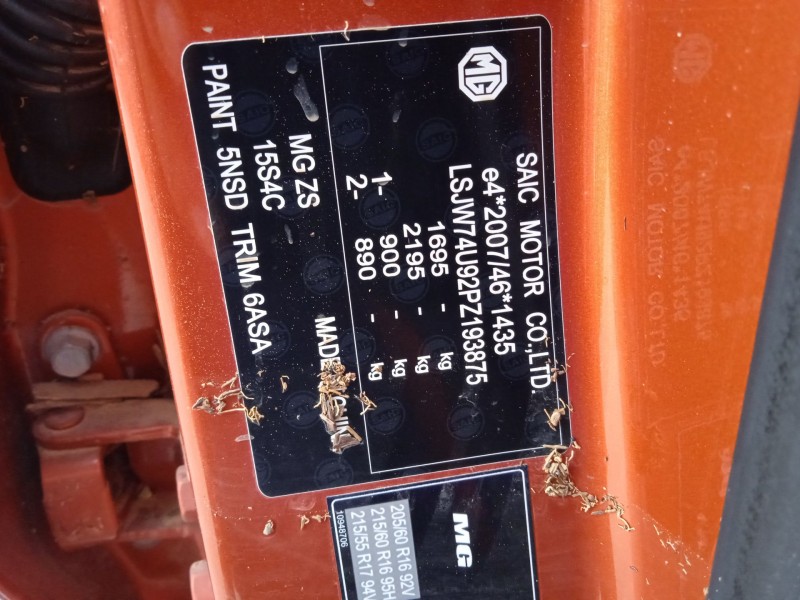 MG
SAIC MOTOR CO.,LTD.
e4*2007/46*1435
LSJW74U92PZ193875
1695 - kg
2195 - kg
1- 900 - kg
2- 890 - kg
MG ZS
15S4C MADE
PAINT 5NSD TRIM 6ASA
MG
205/60 R16 92V
215/60 R16 95H
215/55 R17 94V
10948706